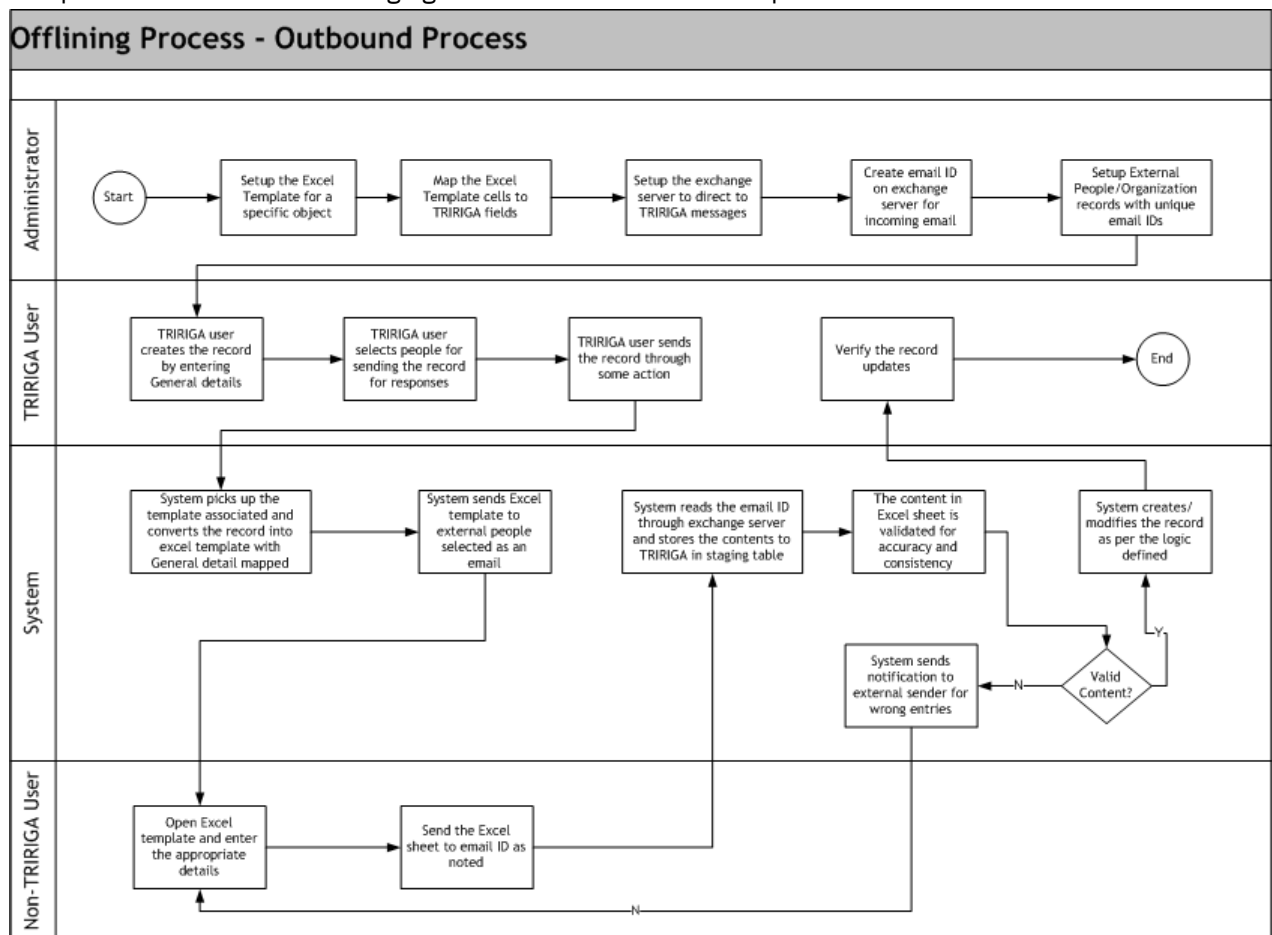 Offlining Process - Outbound Process
Administrator
Start
Setup the Excel
Template for a
specific object
Map the Excel
Template cells to
TRIRIGA fields
Setup the exchange
server to direct to
TRIRIGA messages
Create email ID
on exchange
server for
incoming email
Setup External
People/Organization
records with unique
email IDs
TRIRIGA User
TRIRIGA user
creates the record
by entering
General details
TRIRIGA user
selects people for
sending the record
for responses
TRIRIGA user sends
the record through
some action
Verify the record
updates
End
System
System picks up the
template associated and
converts the record into
excel template with
General detail mapped
System sends Excel
template to
external people
selected as an
email
System reads the email ID
through exchange server
and stores the contents to
TRIRIGA in staging table
The content in
Excel sheet is
validated for
accuracy and
consistency
System creates/
modifies the record
as per the logic
defined
Y
Valid
Content?
N
System sends
notification to
external sender for
wrong entries
Non-TRIRIGA User
Open Excel
template and enter
the appropriate
details
Send the Excel
sheet to email ID as
noted
N